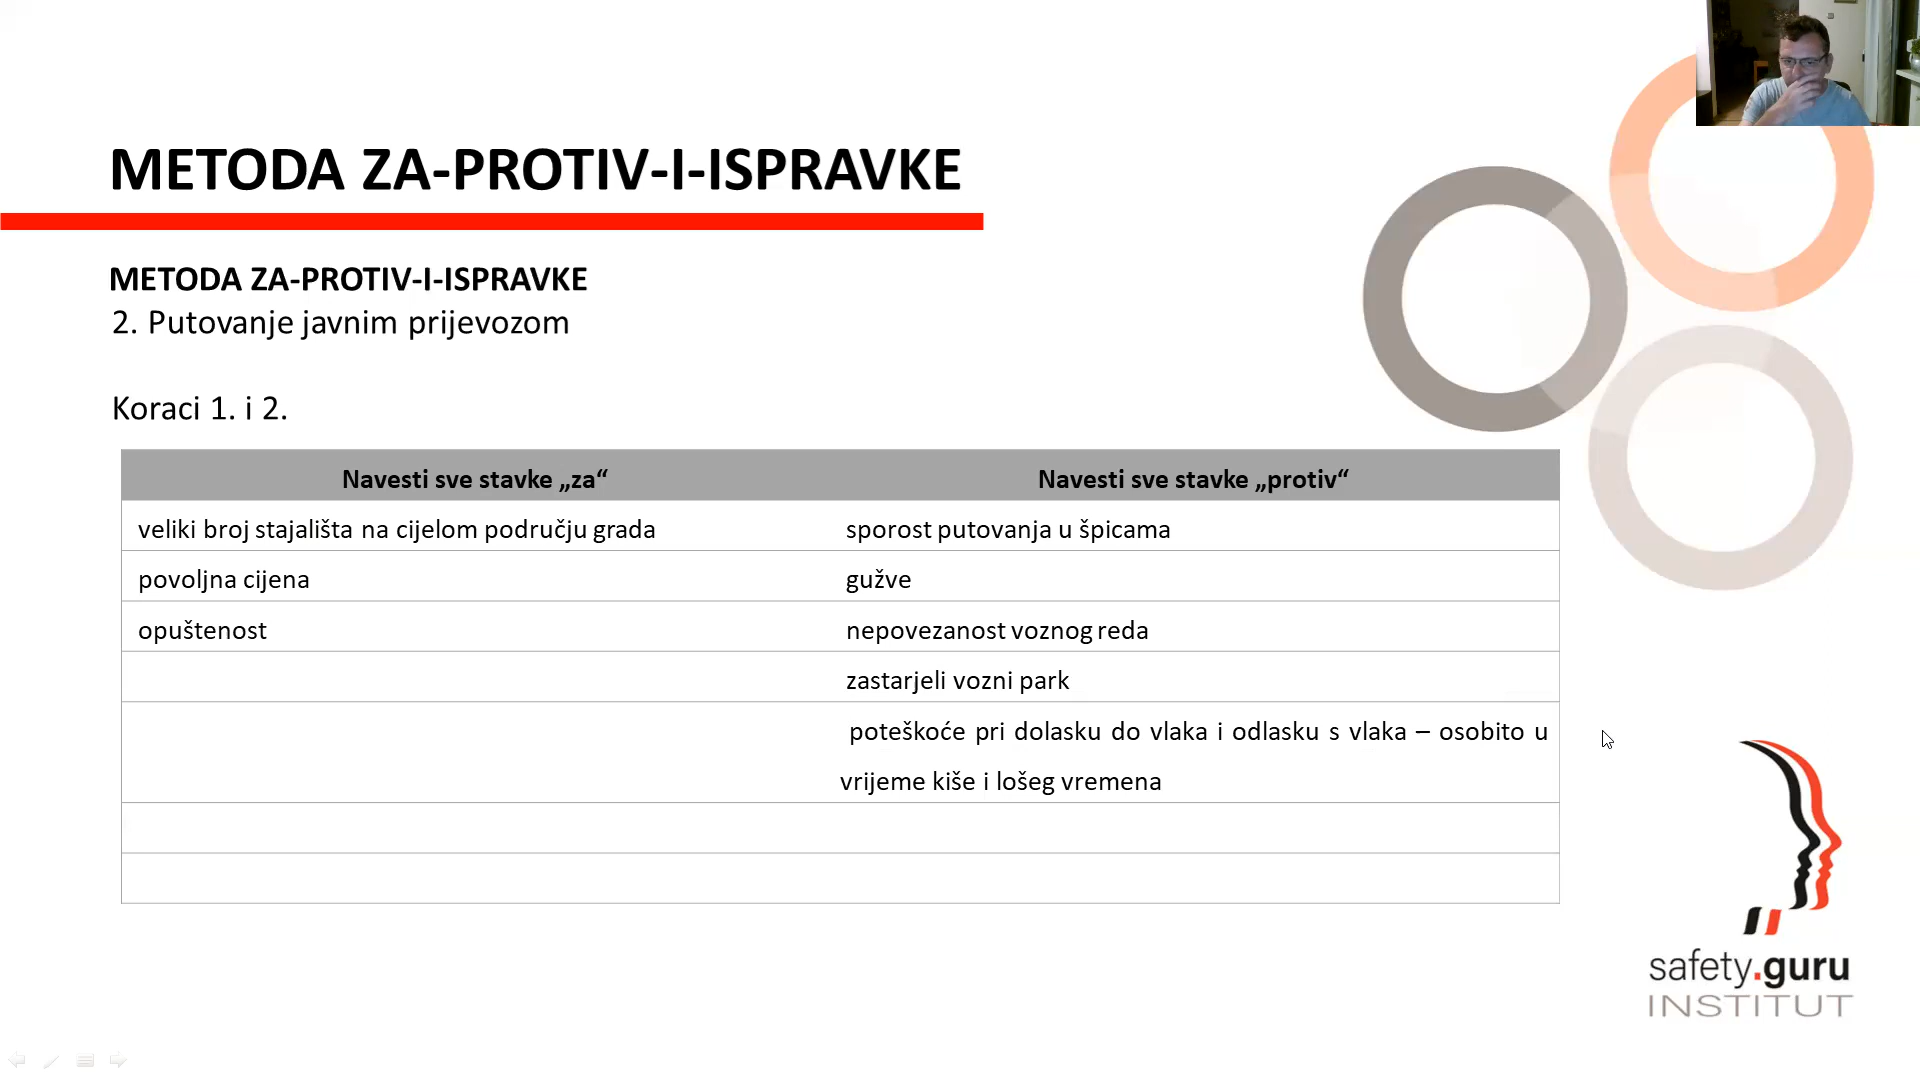 METODA ZA-PROTIV-I-ISPRAVKE
METODA ZA-PROTIV-I-ISPRAVKE
2. Putovanje javnim prijevozom
Koraci 1. i 2.
Navesti sve stavke „za“
Navesti sve stavke „protiv“
veliki broj stajališta na cijelom području grada
sporost putovanja u špicama
povoljna cijena
gužve
opuštenost
nepovezanost voznog reda
zastarjeli vozni park
poteškoće pri dolasku do vlaka i odlasku s vlaka – osobito u
vrijeme kiše i lošeg vremena
safety.guru
INSTITUT